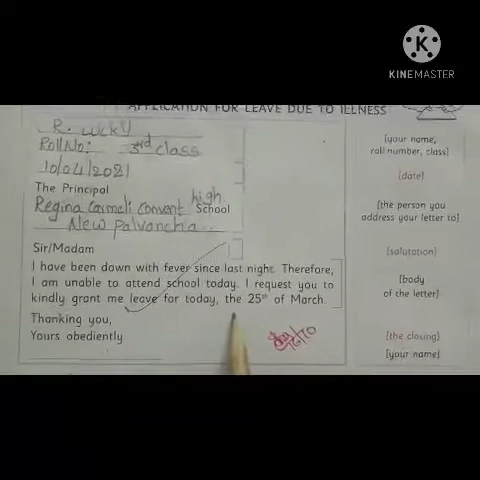 K
KINEMASTER
APPLICATION FOR LEAVE DUE TO ILLNESS
R. Wcky
Roll No: 3rd class
10/04/2021
The Principal
Regina Carmeli convent high School
New Palvancha
Sir/Madam
I have been down with fever since last night. Therefore,
I am unable to attend school today. I request you to
kindly grant me leave for today, the 25th of March.
Thanking you,
Yours obediently
[your name,
roll number, class]
[date]
[the person you
address your letter to]
[salutation]
[body
of the letter]
[the closing]
[your name]